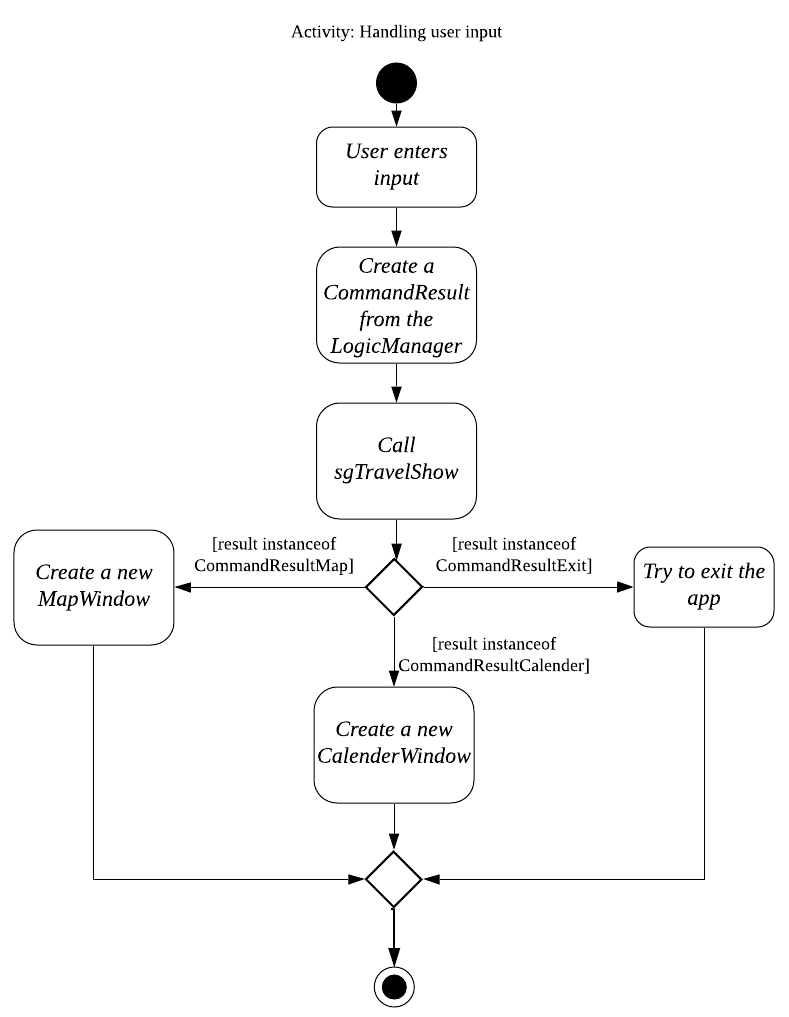 Activity: Handling user input
User enters
input
Create a
CommandResult
from the
LogicManager
Call
sgTravelShow
[result instanceof
CommandResultMap]
[result instanceof
CommandResultExit]
Create a new
MapWindow
Try to exit the
app
[result instanceof
CommandResultCalender]
Create a new
CalenderWindow